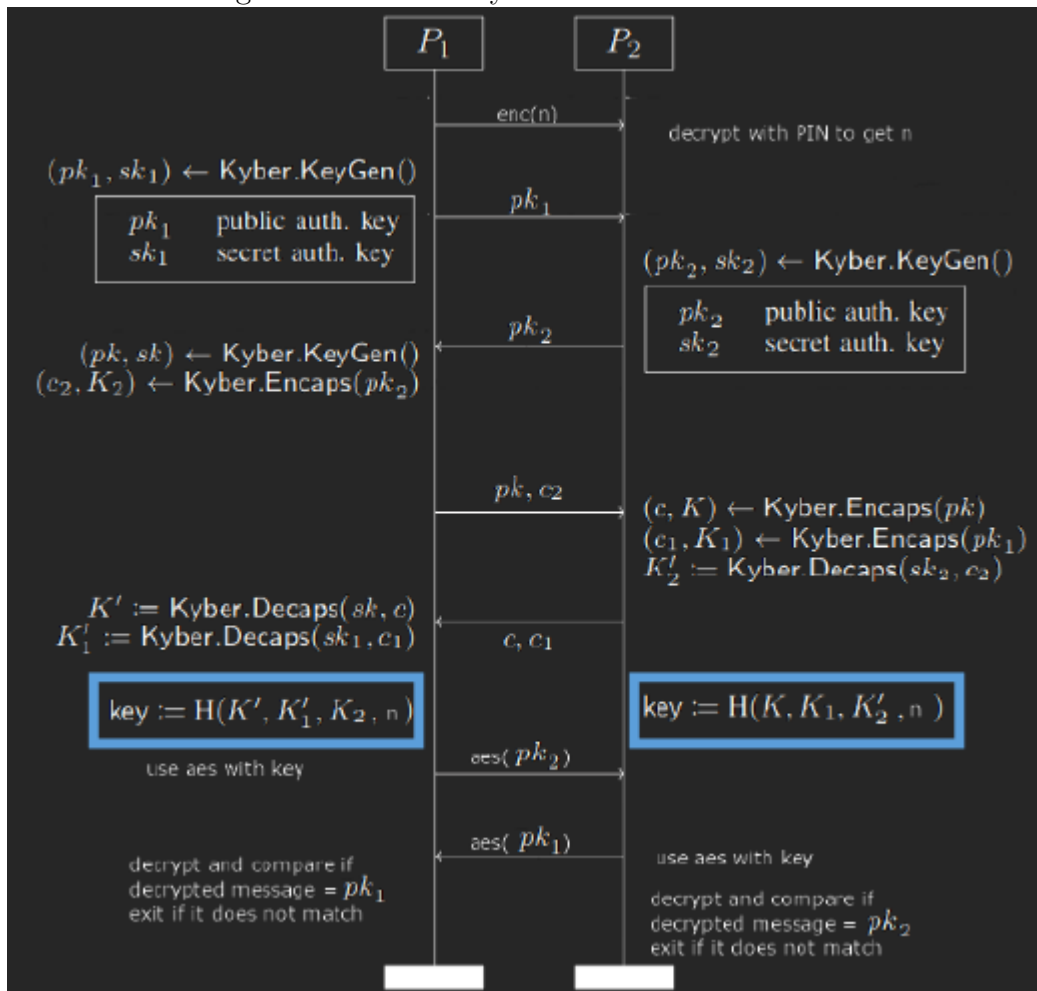 P₁ P₂
enc(n)
decrypt with PIN to get n
(pk₁, sk₁) ← Kyber.KeyGen()
pk₁ public auth. key
sk₁ secret auth. key
pk₁
(pk₂, sk₂) ← Kyber.KeyGen()
pk₂ public auth. key
sk₂ secret auth. key
pk₂
(pk, sk) ← Kyber.KeyGen()
(c₂, K₂) ← Kyber.Encaps(pk₂)
pk, c₂
(c, K) ← Kyber.Encaps(pk)
(c₁, K₁) ← Kyber.Encaps(pk₁)
K′₂ := Kyber.Decaps(sk₂, c₂)
K′ := Kyber.Decaps(sk, c)
K′₁ := Kyber.Decaps(sk₁, c₁)
c, c₁
key := H(K′, K′₁, K₂, n)
key := H(K, K₁, K′₂, n )
use aes with key
aes( pk₂)
aes( pk₁)
use aes with key
decrypt and compare if
decrypted message = pk₁
exit if it does not match
decrypt and compare if
decrypted message = pk₂
exit if it does not match